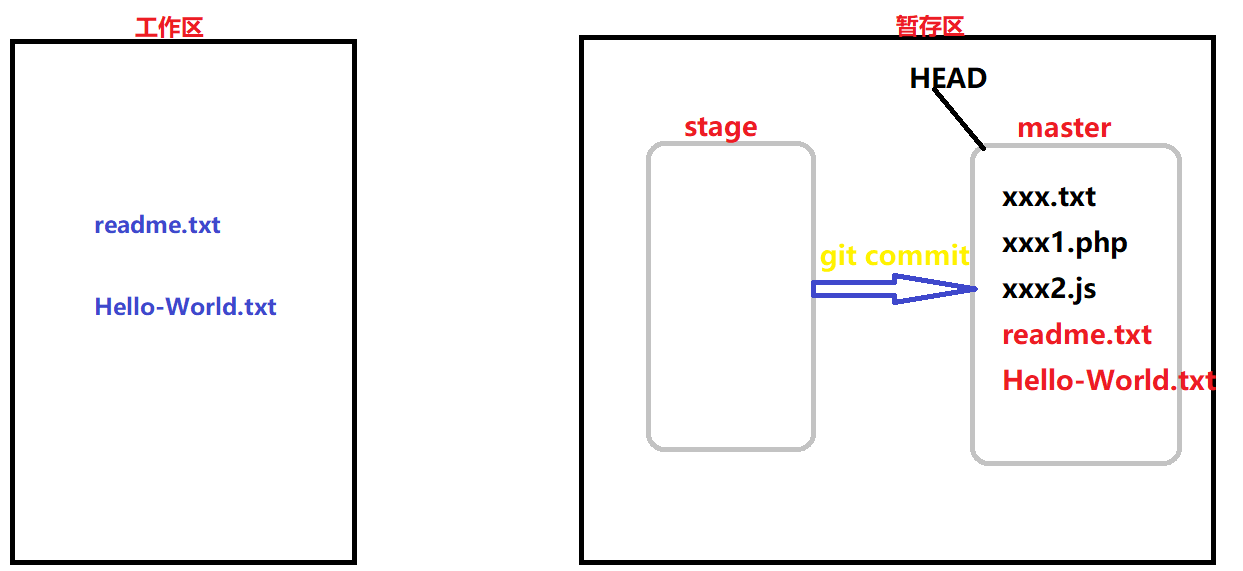 工作区
readme.txt
Hello-World.txt
暂存区
HEAD
stage
master
git commit
xxx.txt
xxx1.php
xxx2.js
readme.txt
Hello-World.txt